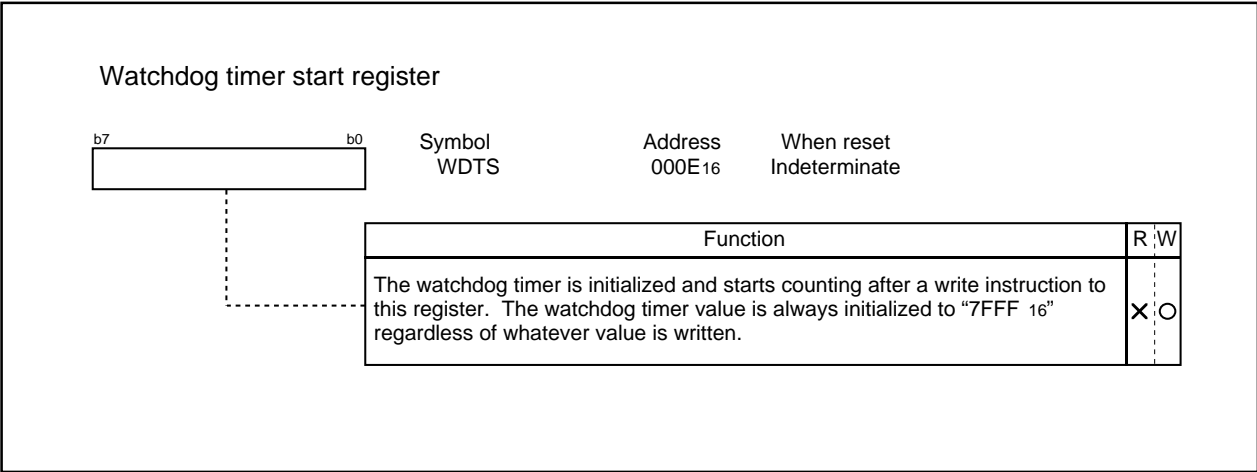 Watchdog timer start register
b7 b0 Symbol Address When reset
WDTS 000E16 Indeterminate
Function R W
The watchdog timer is initialized and starts counting after a write instruction to
this register. The watchdog timer value is always initialized to “7FFF 16”
regardless of whatever value is written.